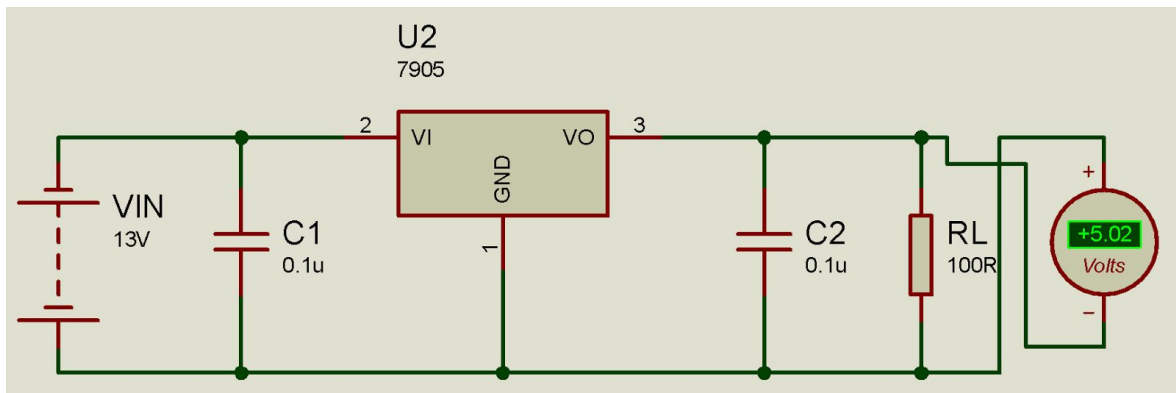 U2
7905
2
VI
VO
3
GND
1
VIN
13V
C1
0.1u
C2
0.1u
RL
100R
+
+5.02
Volts
−